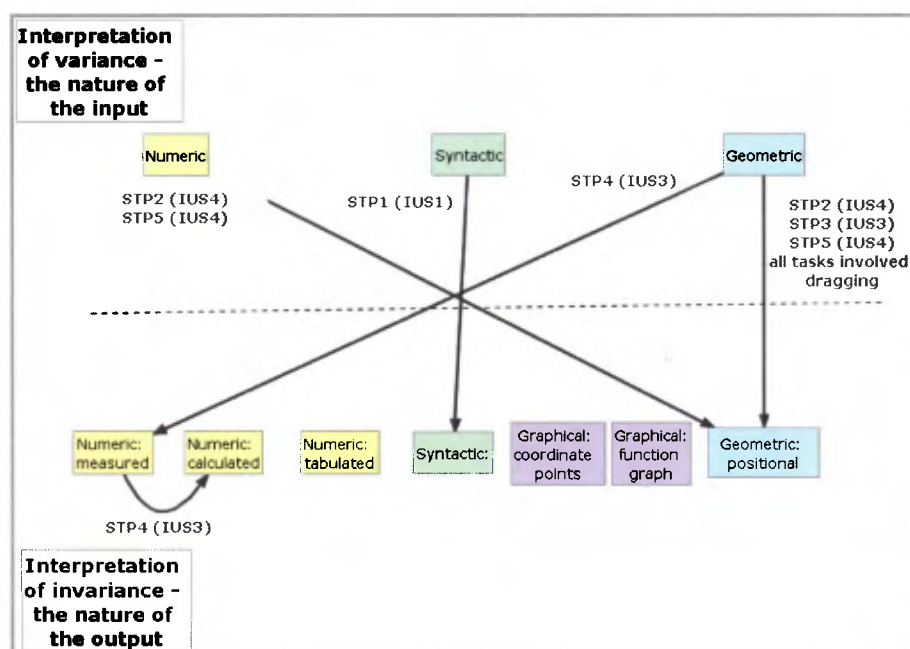 Interpretation
of variance -
the nature of
the input
Numeric
Syntactic
Geometric
STP2 (IUS4)
STP5 (IUS4)
STP1 (IUS1)
STP4 (IUS3)
STP2 (IUS4)
STP3 (IUS3)
STP5 (IUS4)
all tasks involved
dragging
Numeric:
measured
Numeric:
calculated
Numeric:
tabulated
Syntactic:
Graphical:
coordinate
points
Graphical:
function
graph
Geometric:
positional
STP4 (IUS3)
Interpretation
of invariance -
the nature of
the output